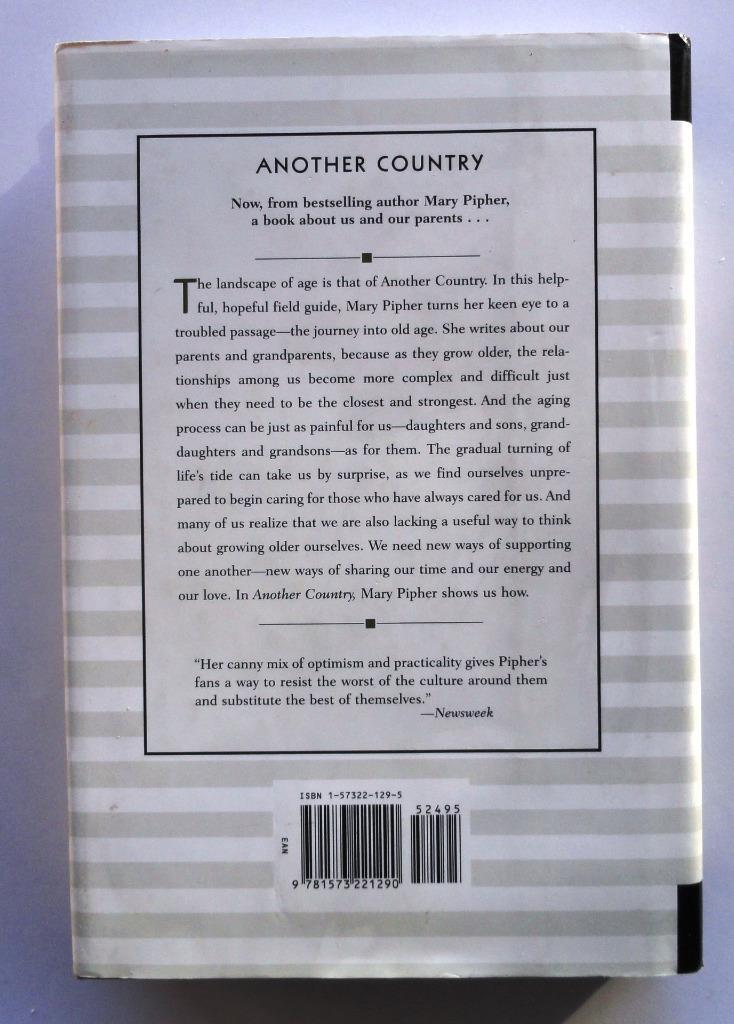 ANOTHER COUNTRY
Now, from bestselling author Mary Pipher,
a book about us and our parents . . .
The landscape of age is that of Another Country. In this help-
ful, hopeful field guide, Mary Pipher turns her keen eye to a
troubled passage—the journey into old age. She writes about our
parents and grandparents, because as they grow older, the rela-
tionships among us become more complex and difficult just
when they need to be the closest and strongest. And the aging
process can be just as painful for us—daughters and sons, grand-
daughters and grandsons—as for them. The gradual turning of
life's tide can take us by surprise, as we find ourselves unpre-
pared to begin caring for those who have always cared for us. And
many of us realize that we are also lacking a useful way to think
about growing older ourselves. We need new ways of supporting
one another—new ways of sharing our time and our energy and
our love. In Another Country, Mary Pipher shows us how.
“Her canny mix of optimism and practicality gives Pipher's
fans a way to resist the worst of the culture around them
and substitute the best of themselves.”
—Newsweek
ISBN 1-57322-129-5
52495
EAN
9 781573 221290